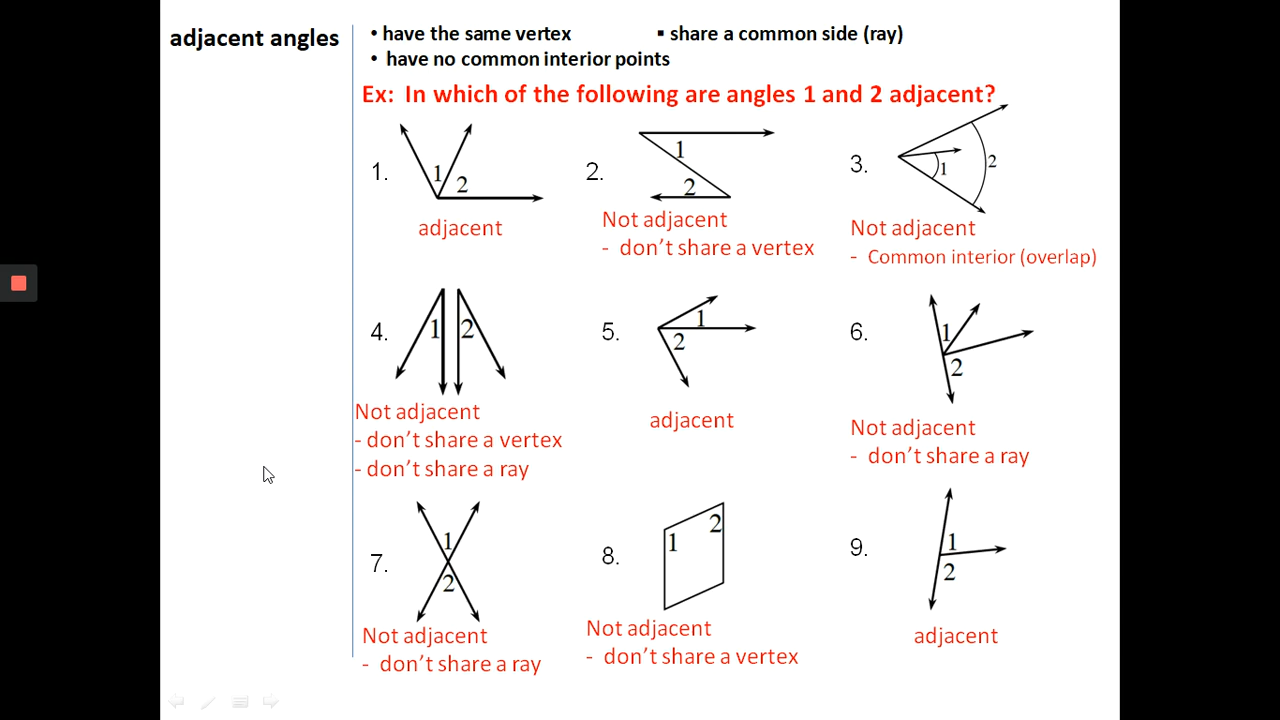 adjacent angles
• have the same vertex ▪ share a common side (ray)
• have no common interior points
Ex: In which of the following are angles 1 and 2 adjacent?
1. 1 2
adjacent
2. 1 2
Not adjacent
- don’t share a vertex
3. 1 2
Not adjacent
- Common interior (overlap)
4. 1 2
Not adjacent
- don’t share a vertex
- don’t share a ray
5. 1 2
adjacent
6. 1 2
Not adjacent
- don’t share a ray
7. 1 2
Not adjacent
- don’t share a ray
8. 1 2
Not adjacent
- don’t share a vertex
9. 1 2
adjacent